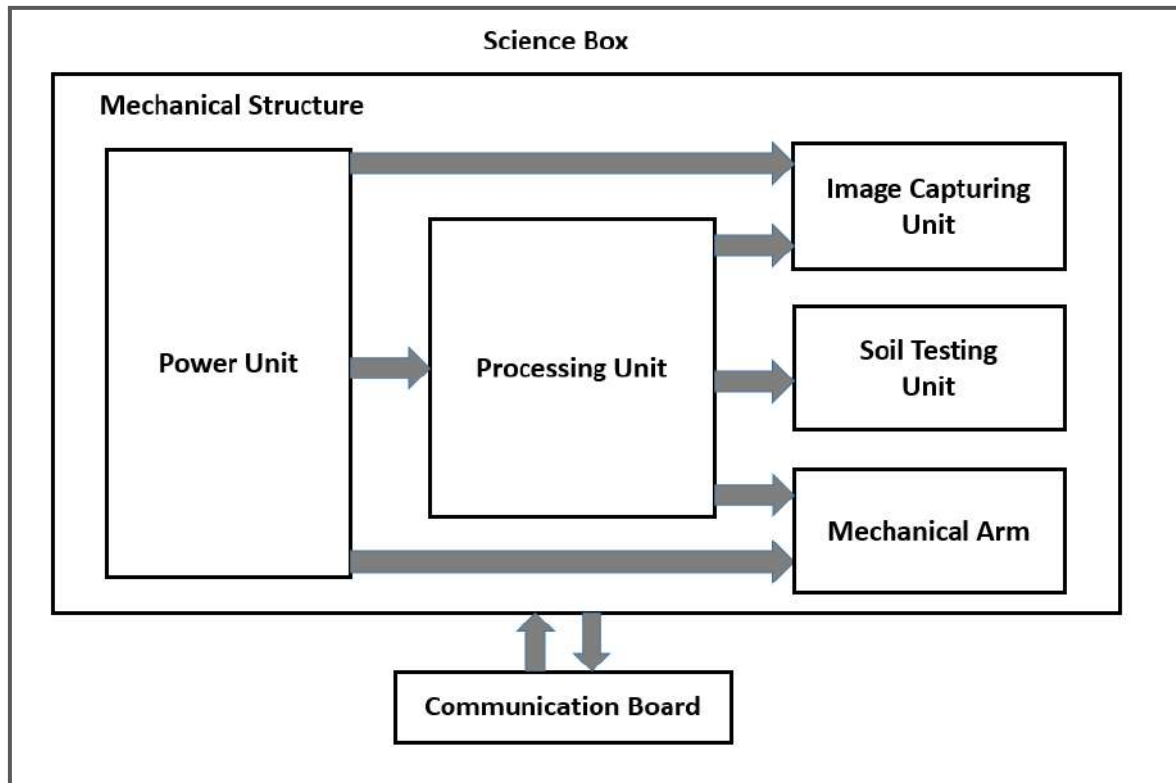 Science Box
Mechanical Structure
Power Unit
Processing Unit
Image Capturing
Unit
Soil Testing
Unit
Mechanical Arm
Communication Board